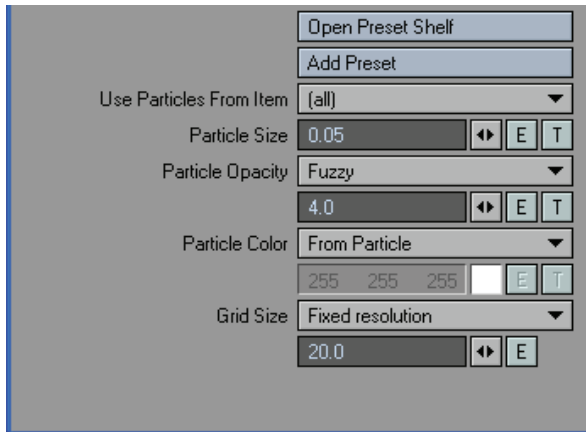 Open Preset Shelf
Add Preset
Use Particles From Item (all)
Particle Size 0.05 E T
Particle Opacity Fuzzy
4.0 E T
Particle Color From Particle
255 255 255 E T
Grid Size Fixed resolution
20.0 E